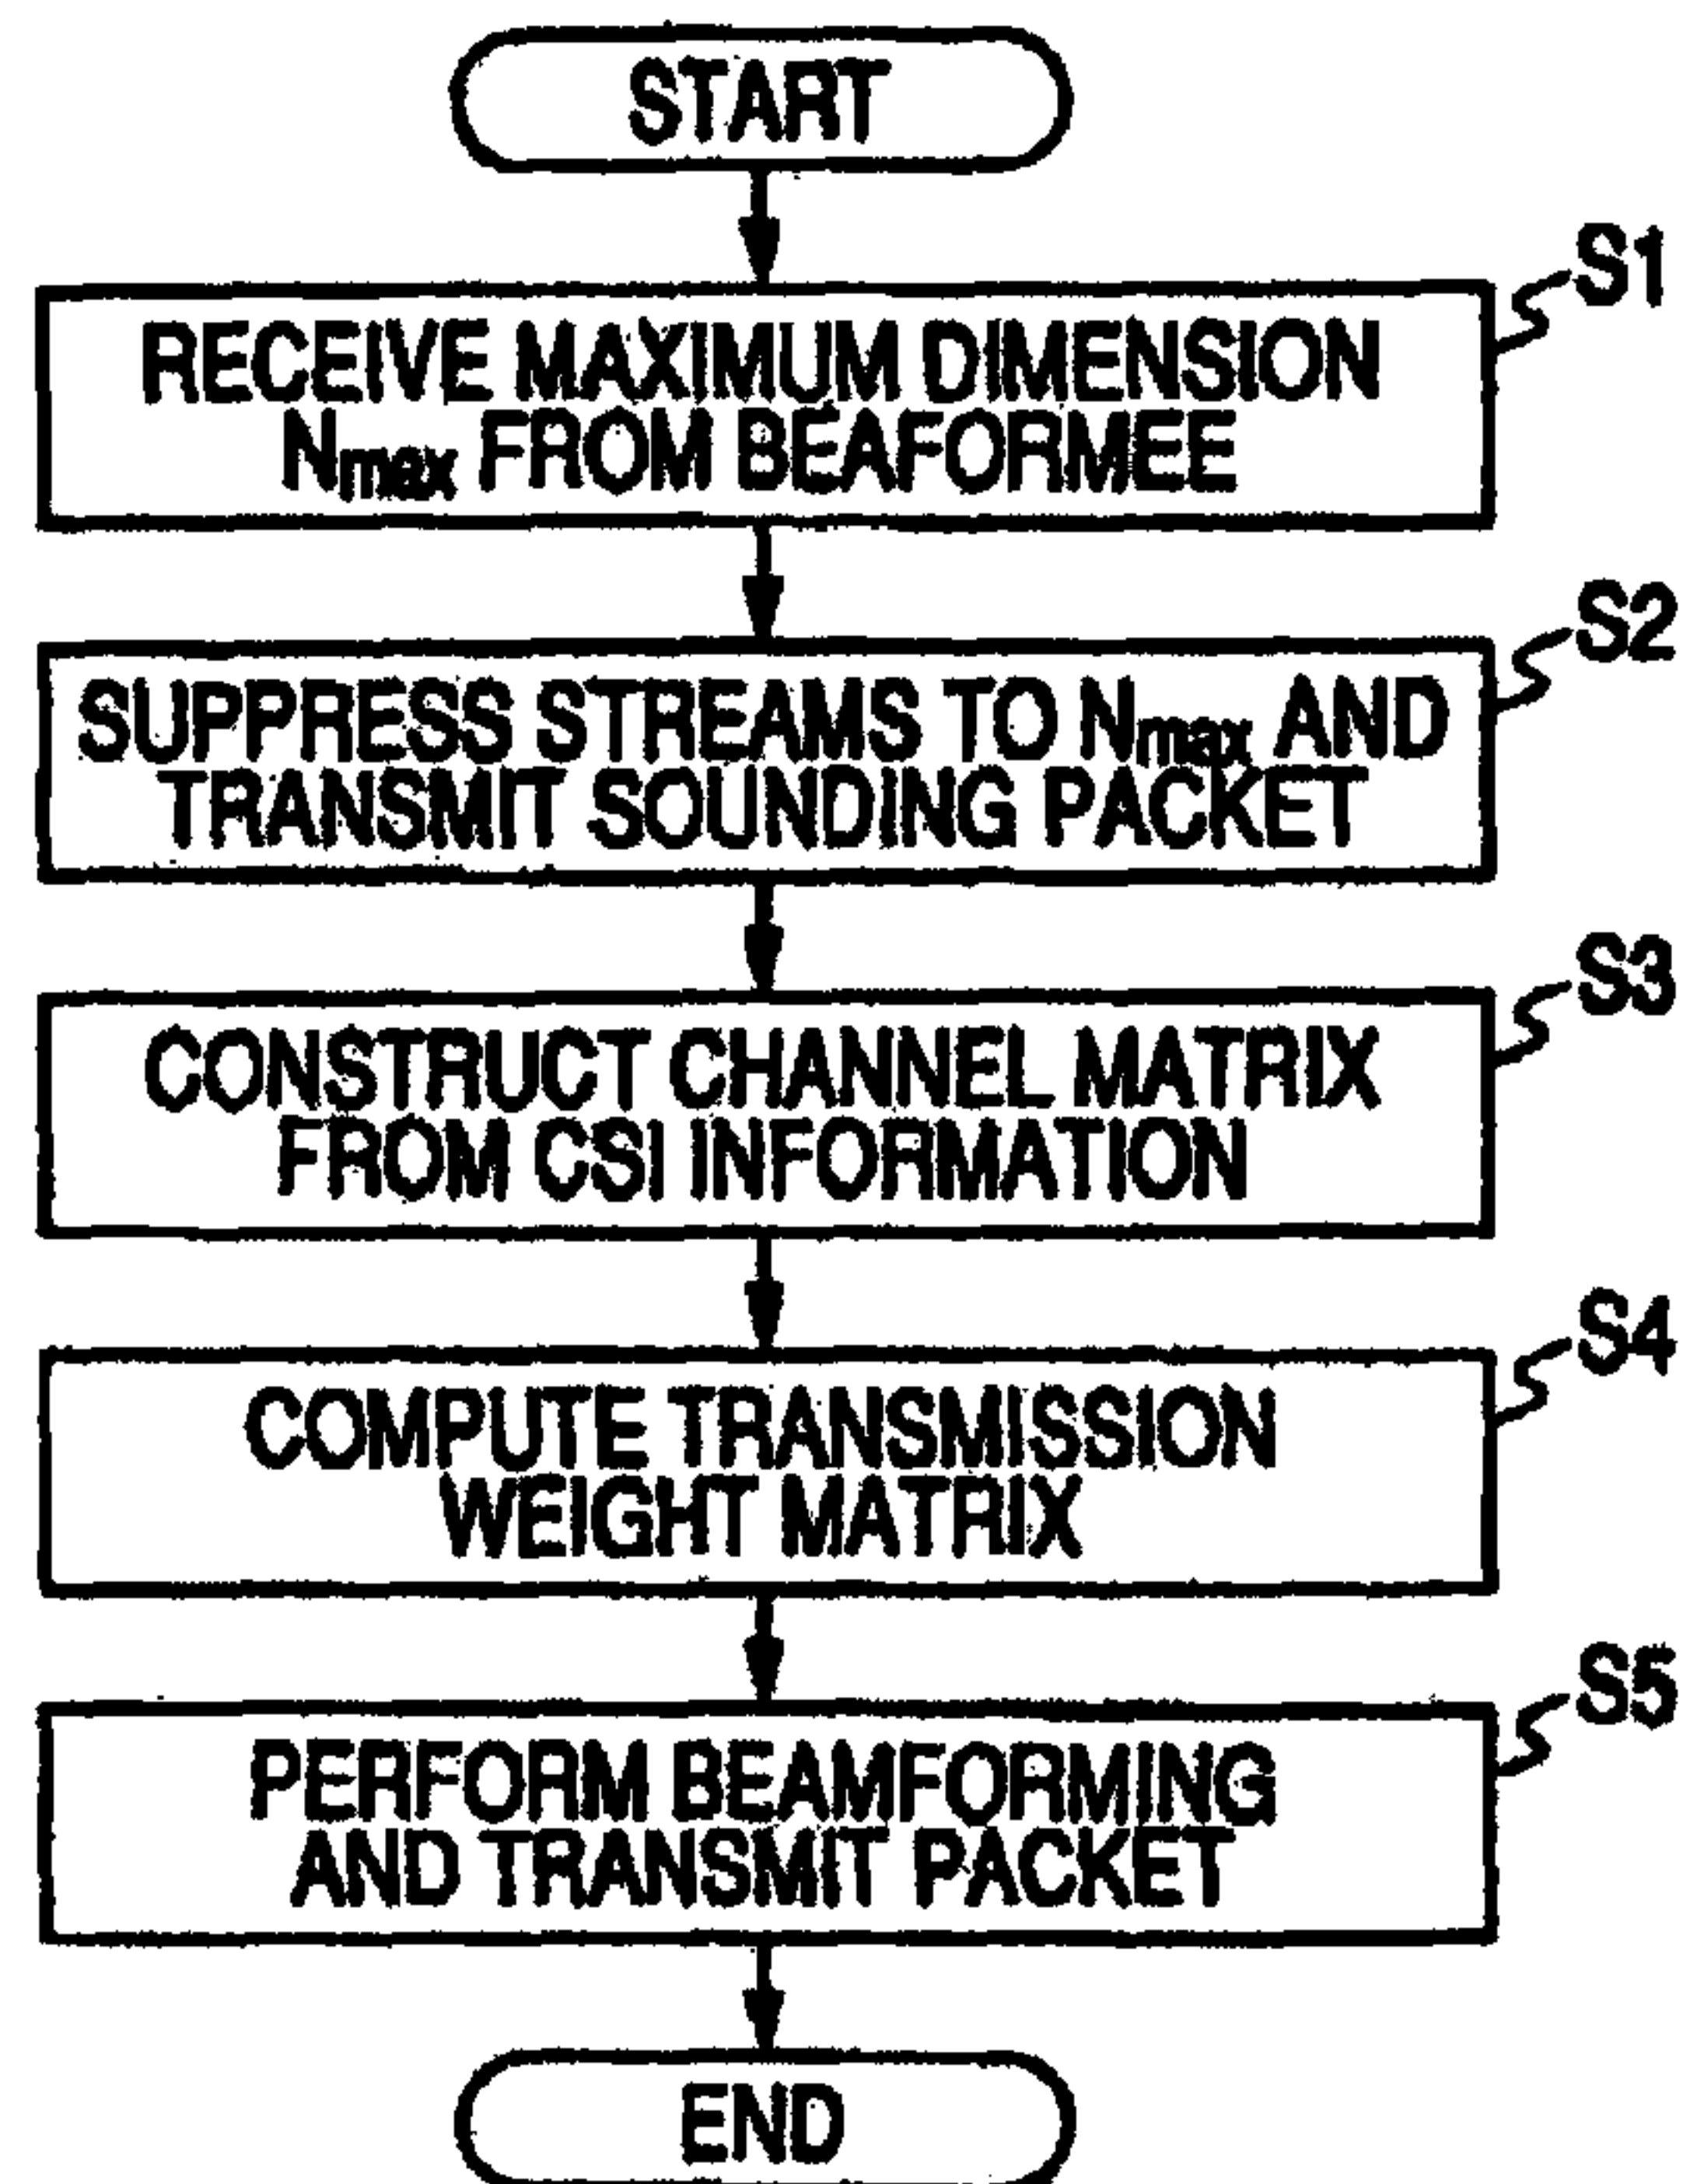 START
S1
RECEIVE MAXIMUM DIMENSION
Nmax FROM BEAFORMEE
S2
SUPPRESS STREAMS TO Nmax AND
TRANSMIT SOUNDING PACKET
S3
CONSTRUCT CHANNEL MATRIX
FROM CSI INFORMATION
S4
COMPUTE TRANSMISSION
WEIGHT MATRIX
S5
PERFORM BEAMFORMING
AND TRANSMIT PACKET
END